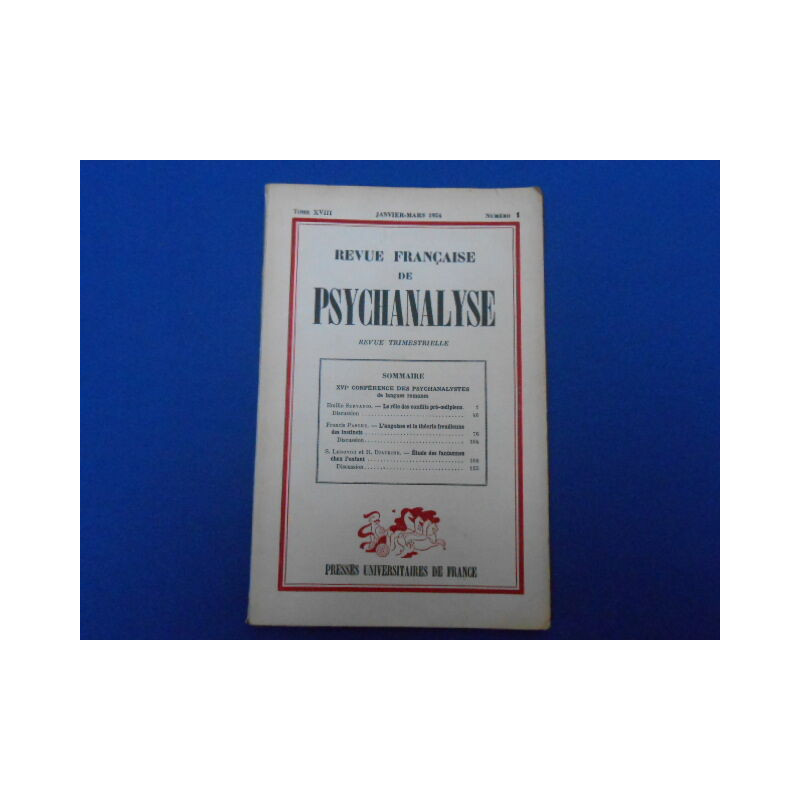 Tome XVIII JANVIER-MARS 1954 Numéro 1
REVUE FRANÇAISE
DE
PSYCHANALYSE
REVUE TRIMESTRIELLE
SOMMAIRE
XVIe CONFÉRENCE DES PSYCHANALYSTES
de langues romanes
Emilio Servadio. — Le rôle des conflits pré-œdipiens.
Discussion
Francis Pasche. — L'angoisse et la théorie freudienne
des instincts 76
Discussion
S. Lebovici et R. Diatkine. — Étude des fantasmes
chez l'enfant
Discussion
PRESSES UNIVERSITAIRES DE FRANCE